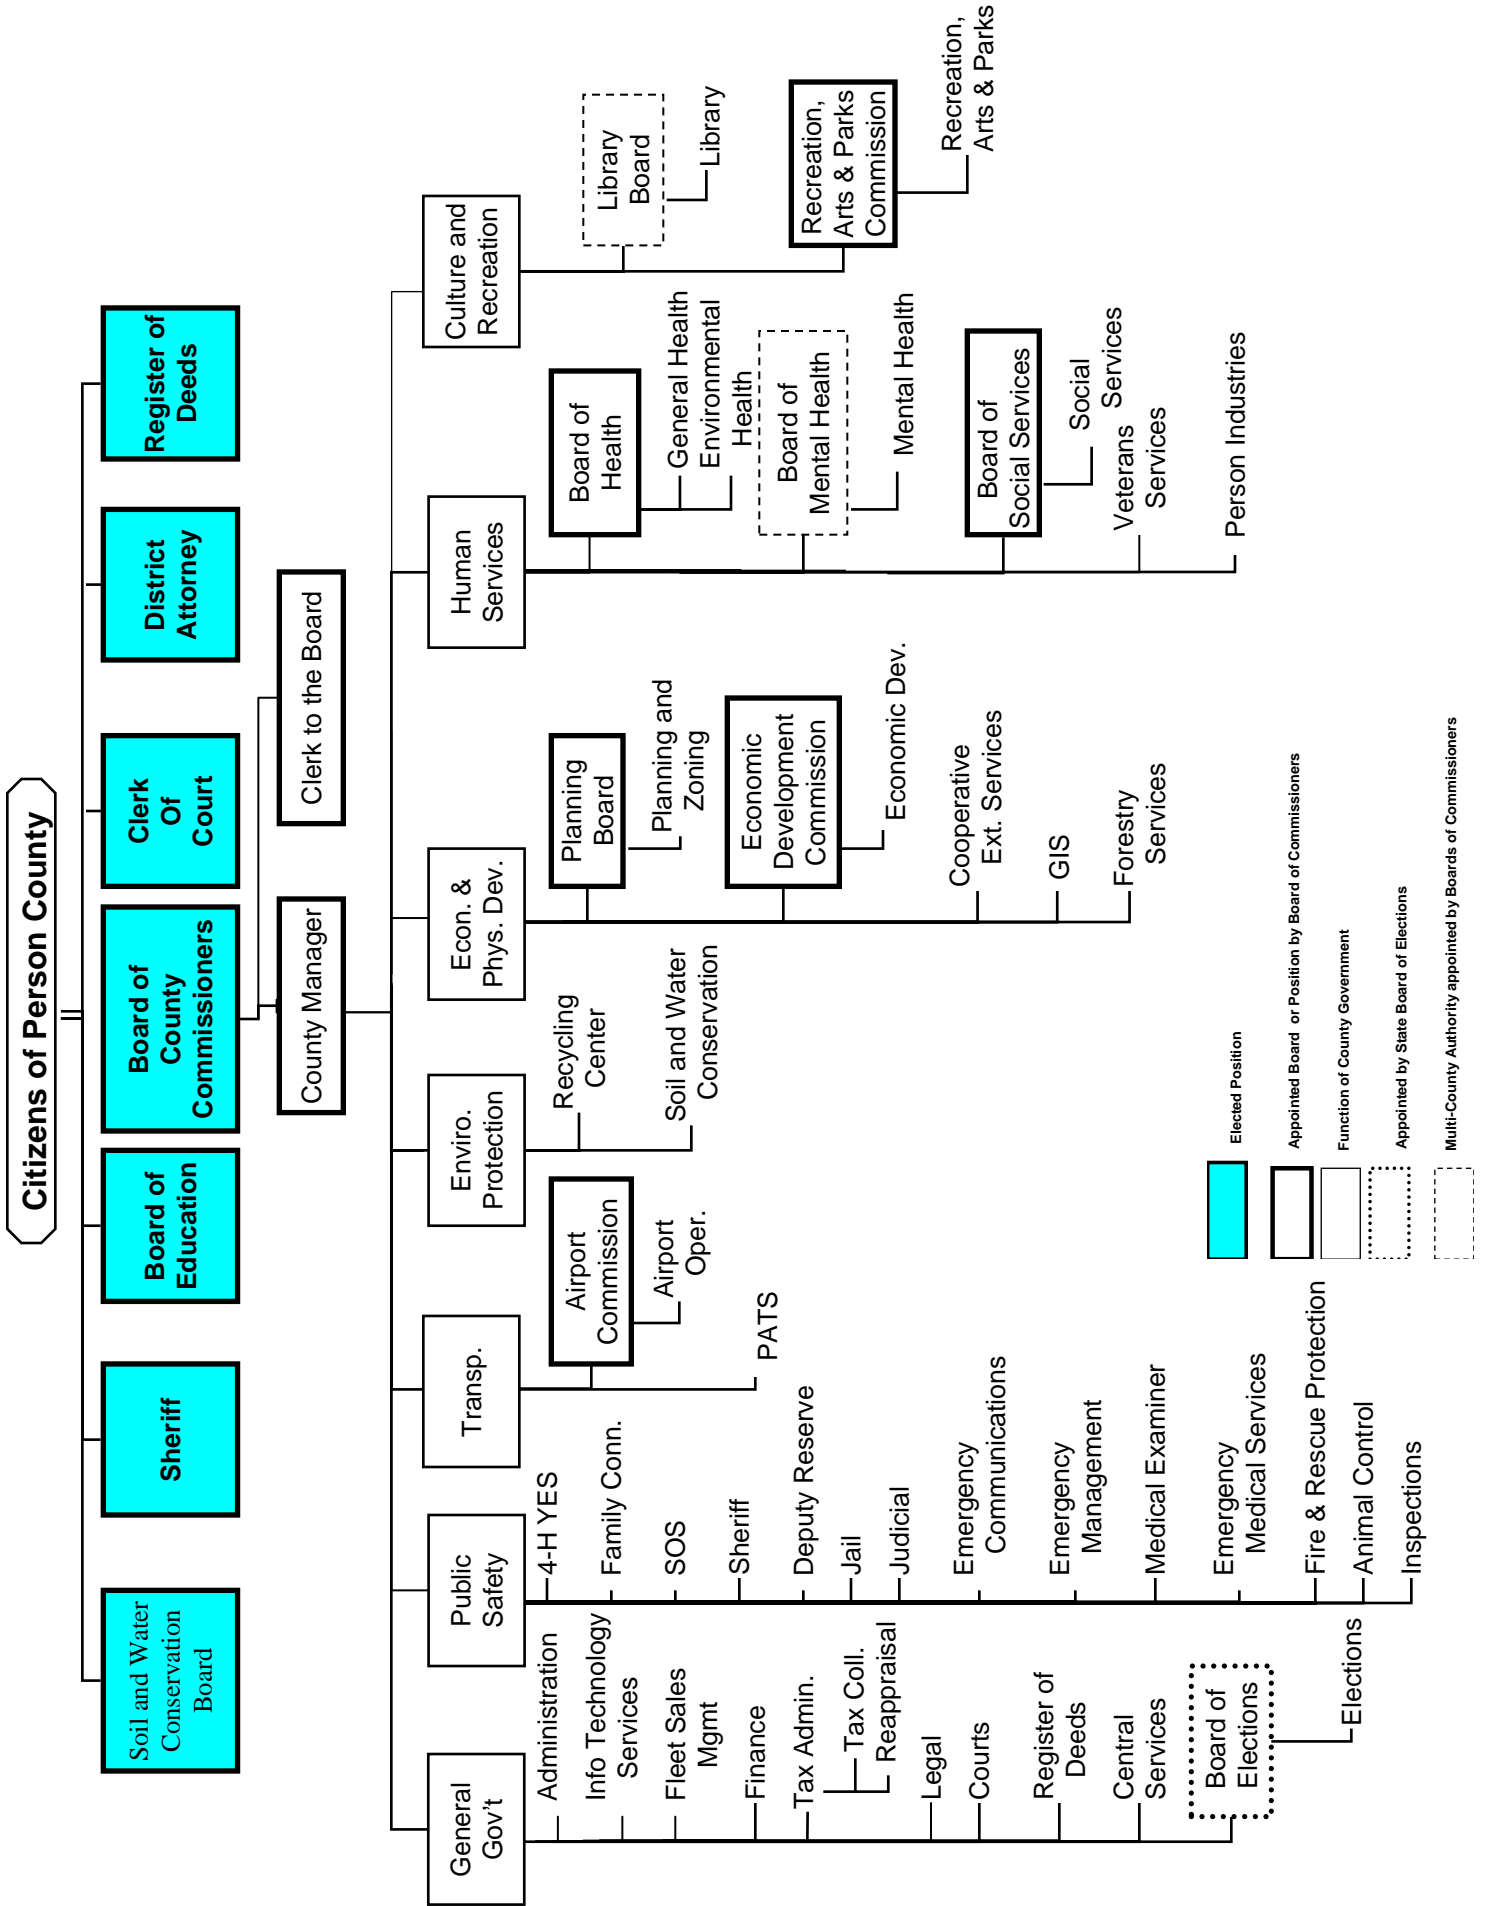 Citizens of Person County
Soil and Water
Conservation
Board
Sheriff
Board of
Education
Board of
County
Commissioners
Clerk
Of
Court
District
Attorney
Register of
Deeds
County Manager
Clerk to the Board
General
Gov't
Public
Safety
Transp.
Enviro.
Protection
Econ. &
Phys. Dev.
Human
Services
Culture and
Recreation
Administration
Info Technology
Services
Fleet Sales
Mgmt
Finance
Tax Admin.
Tax Coll.
Reappraisal
Legal
Courts
Register of
Deeds
Central
Services
Board of
Elections
Elections
4-H YES
Family Conn.
SOS
Sheriff
Deputy Reserve
Jail
Judicial
Emergency
Communications
Emergency
Management
Medical Examiner
Emergency
Medical Services
Fire & Rescue Protection
Animal Control
Inspections
Airport
Commission
Airport
Oper.
PATS
Recycling
Center
Soil and Water
Conservation
Planning
Board
Planning and
Zoning
Economic
Development
Commission
Economic Dev.
Cooperative
Ext. Services
GIS
Forestry
Services
Board of
Health
General Health
Environmental
Health
Board of
Mental Health
Mental Health
Board of
Social Services
Social
Services
Veterans
Services
Person Industries
Library
Board
Library
Recreation,
Arts & Parks
Commission
Recreation,
Arts & Parks
Elected Position
Appointed Board or Position by Board of Commissioners
Function of County Government
Appointed by State Board of Elections
Multi-County Authority appointed by Boards of Commissioners